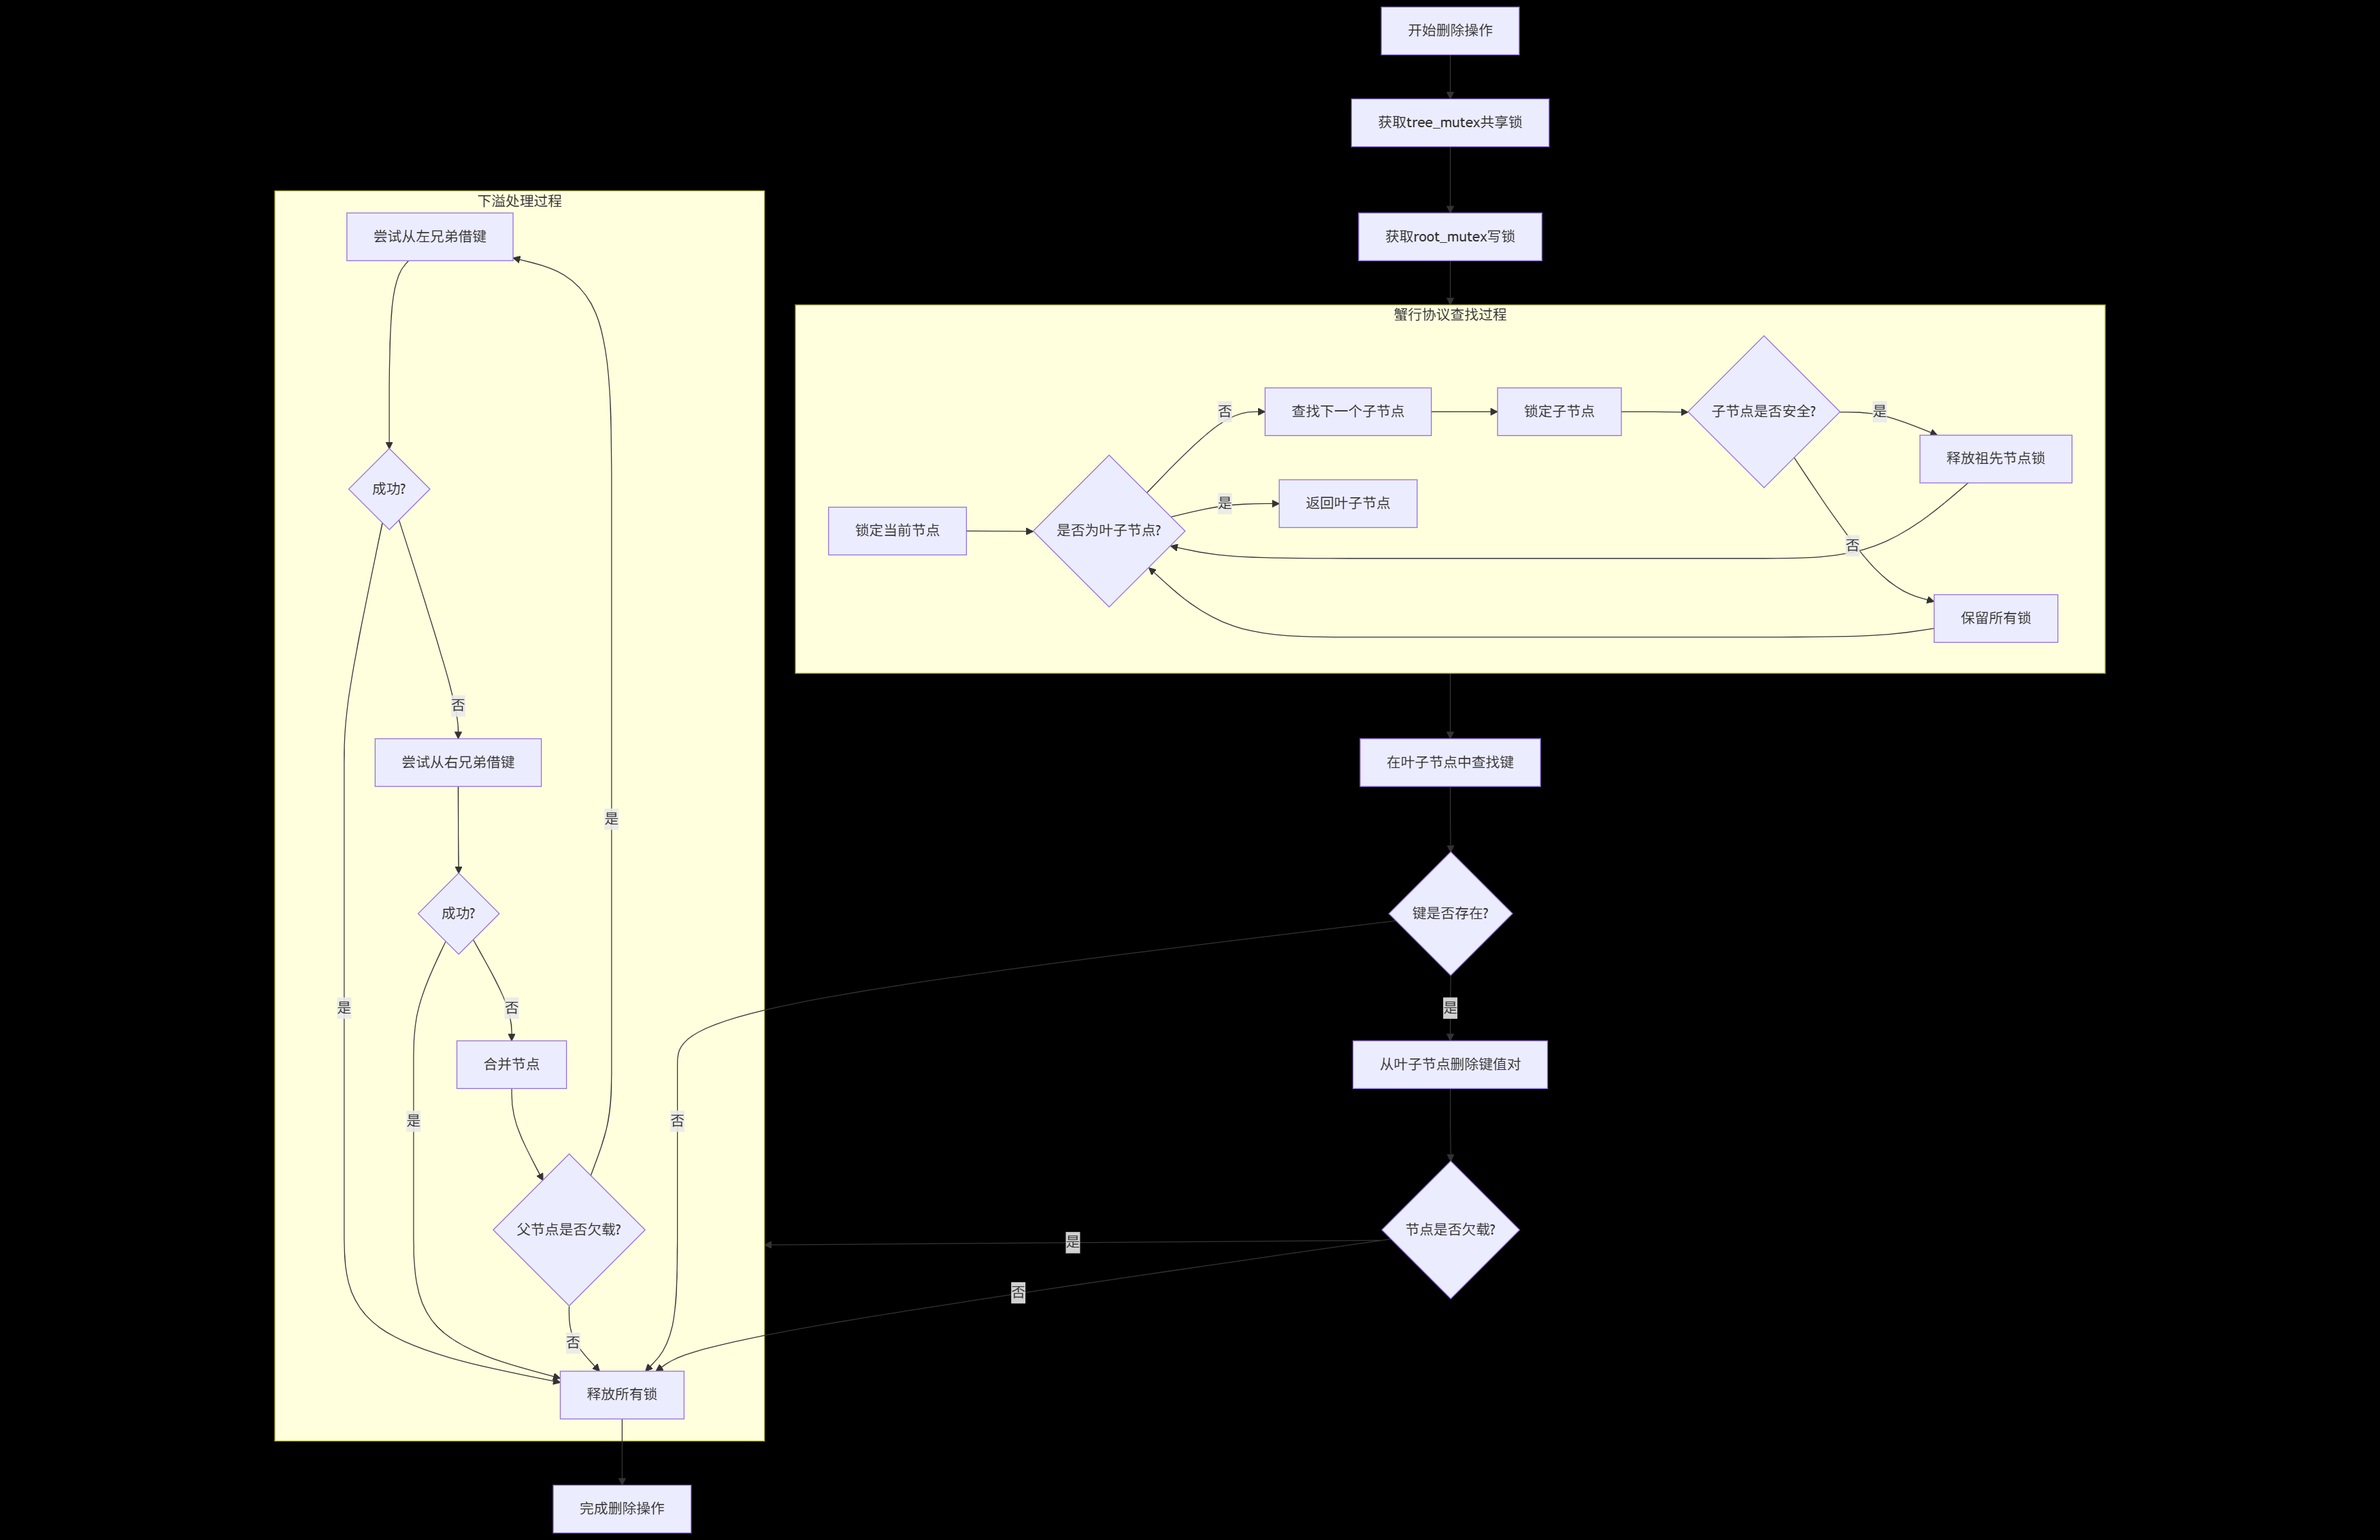 开始删除操作
获取tree_mutex共享锁
获取root_mutex写锁
蟹行协议查找过程
锁定当前节点
是否为叶子节点?
否
查找下一个子节点
锁定子节点
子节点是否安全?
是
释放祖先节点锁
是
返回叶子节点
否
保留所有锁
在叶子节点中查找键
键是否存在?
是
否
从叶子节点删除键值对
节点是否欠载?
是
否
下溢处理过程
尝试从左兄弟借键
成功?
否
是
尝试从右兄弟借键
成功?
否
是
合并节点
父节点是否欠载?
是
否
释放所有锁
完成删除操作